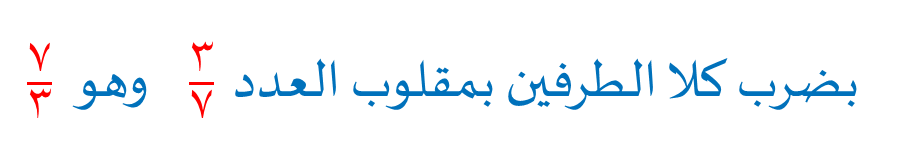 بضرب كلا الطرفين بمقلوب العدد ٣/٧ وهو ٧/٣